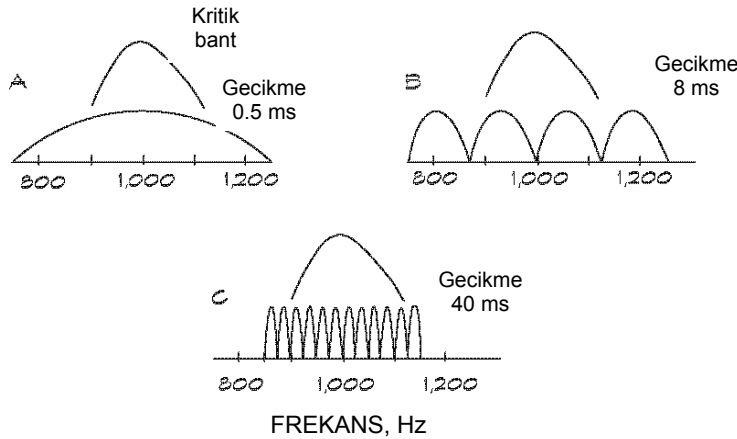 Kritik
bant
A
Gecikme
0.5 ms
800
1,000
1,200
B
Gecikme
8 ms
800
1,000
1,200
C
Gecikme
40 ms
800
1,000
1,200
FREKANS, Hz